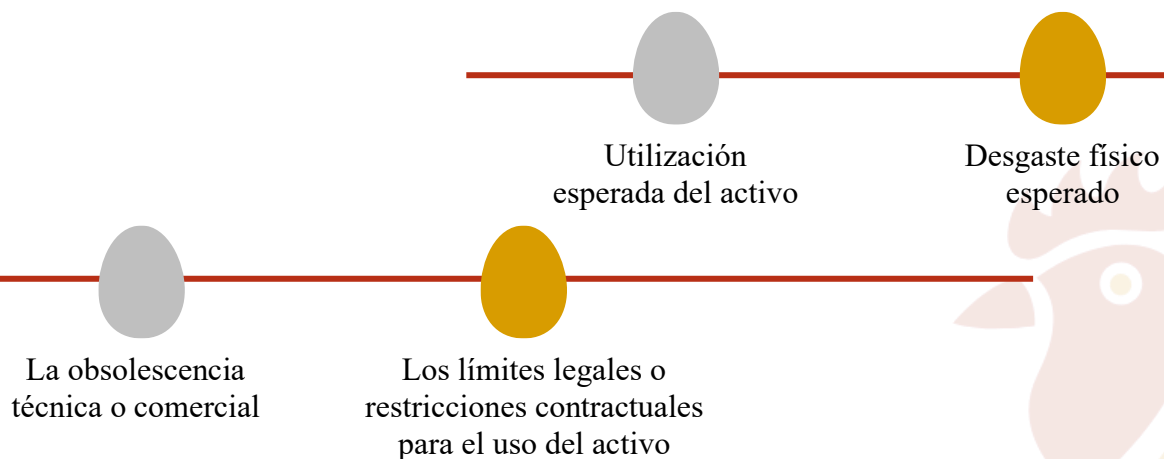 Utilización
esperada del activo
Desgaste físico
esperado
La obsolescencia
técnica o comercial
Los límites legales o
restricciones contractuales
para el uso del activo